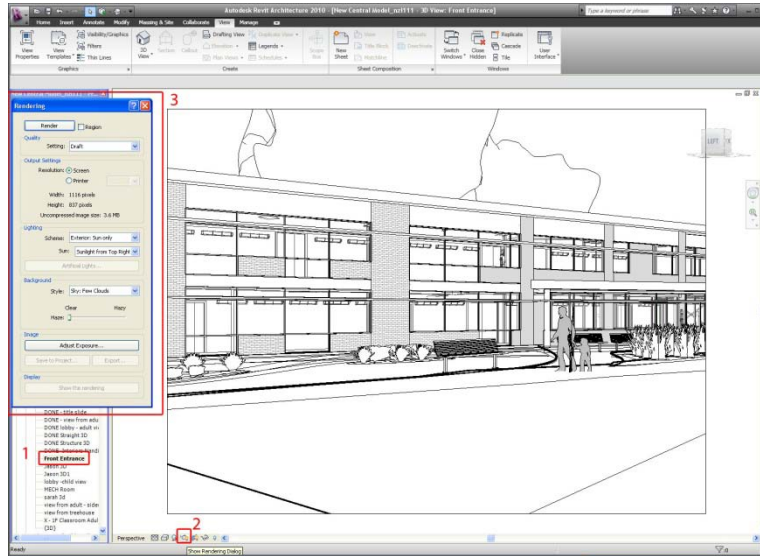 Autodesk Revit Architecture 2010 - [New Central Model_nzi111 - 3D View: Front Entrance]
Type a keyword or phrase
Home Insert Annotate Modify Massing & Site Collaborate View Manage
View Properties
View Templates
Visibility/Graphics
Filters
Thin Lines
3D View
Section
Callout
Drafting View
Duplicate View
Elevation
Legends
Plan Views
Schedules
Scope Box
New Sheet
View
Title Block
Matchline
Activate
Deactivate
Switch Windows
Close Hidden
Replicate
Cascade
Tile
User Interface
Graphics
Create
Sheet Composition
Windows
3
Rendering
Render
Region
Quality
Setting: Draft
Output Settings
Resolution: Screen
Printer
Width: 1116 pixels
Height: 837 pixels
Uncompressed image size: 3.6 MB
Lighting
Scheme: Exterior: Sun only
Sun: Sunlight from Top Right
Artificial Lights...
Background
Style: Sky: Few Clouds
Clear Hazy
Haze:
Image
Adjust Exposure...
Save to Project... Export...
Display
Show the rendering
LEFT
DONE - title slide
DONE - view from adu
DONE lobby - adult vi
DONE Straight 3D
DONE Structure 3D
1
Front Entrance
Jason 3D
Jason 3D1
lobby -child view
MECH Room
sarah 3d
view from adult - sider
view from treehouse
X - 1F Classroom Adul
{3D}
2
Perspective
Show Rendering Dialog
Ready
:0